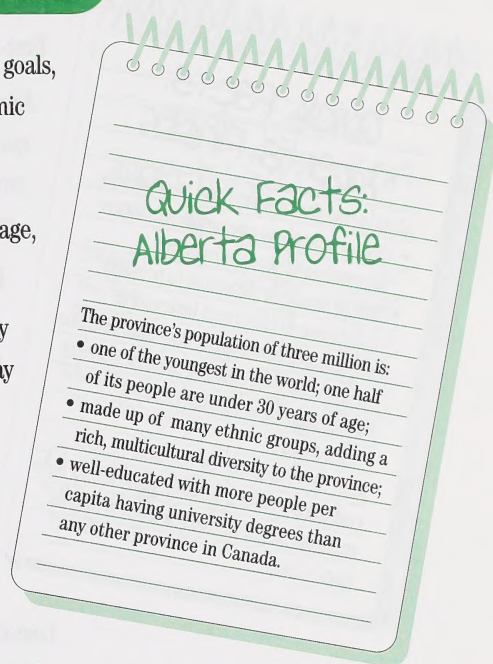 goals,
age,
Quick Facts:
Alberta Profile
The province's population of three million is:
• one of the youngest in the world; one half
of its people are under 30 years of age;
• made up of many ethnic groups, adding a
rich, multicultural diversity to the province;
• well-educated with more people per
capita having university degrees than
any other province in Canada.